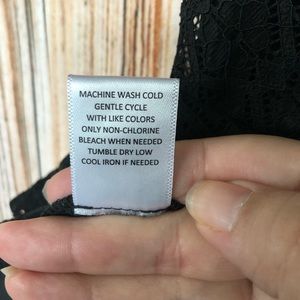 MACHINE WASH COLD
GENTLE CYCLE
WITH LIKE COLORS
ONLY NON-CHLORINE
BLEACH WHEN NEEDED
TUMBLE DRY LOW
COOL IRON IF NEEDED